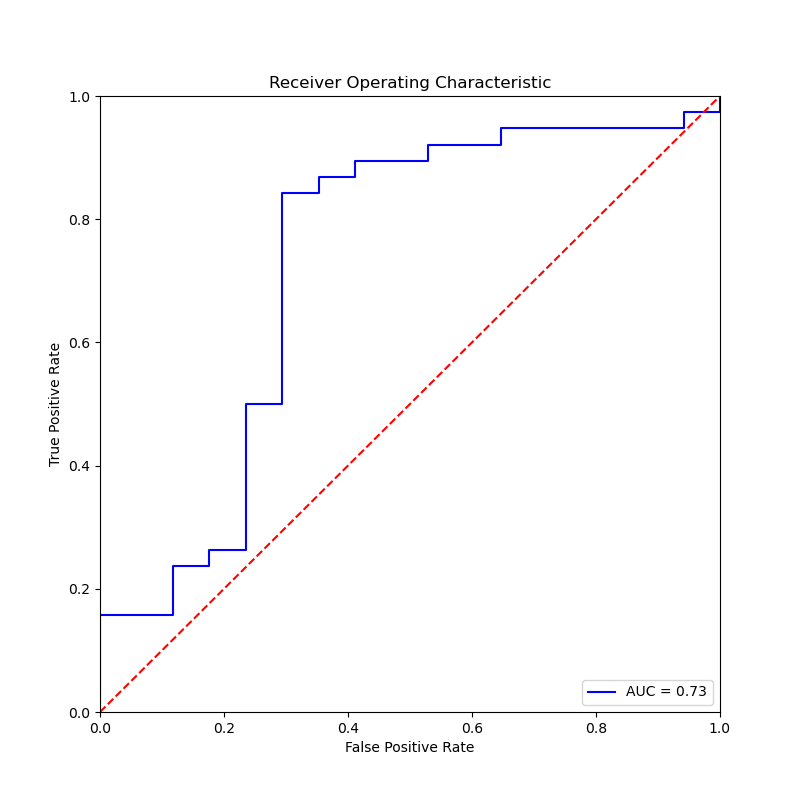 Receiver Operating Characteristic
1.0
0.8
0.6
0.4
0.2
0.0
True Positive Rate
AUC = 0.73
0.0 0.2 0.4 0.6 0.8 1.0
False Positive Rate